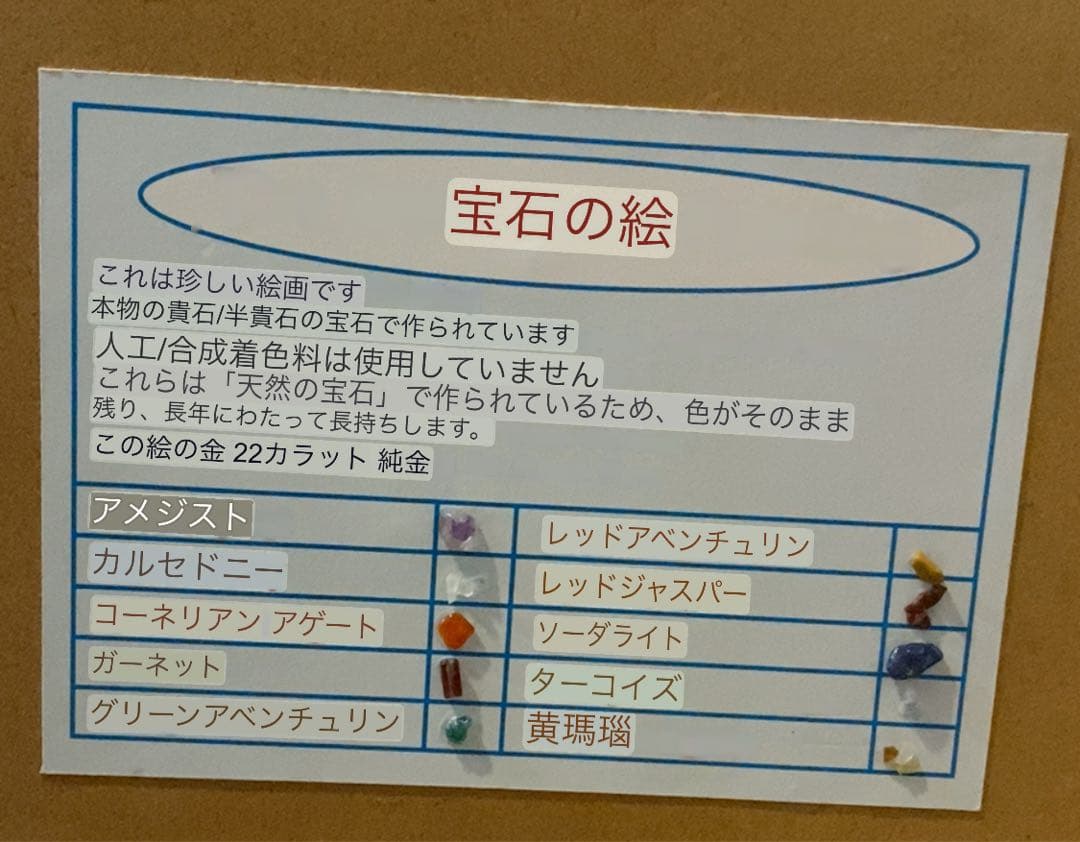 宝石の絵
これは珍しい絵画です
本物の貴石/半貴石の宝石で作られています
人工/合成着色料は使用していません
これらは「天然の宝石」で作られているため、色がそのまま
残り、長年にわたって長持ちします。
この絵の金 22カラット 純金
アメジスト
カルセドニー
コーネリアン アゲート
ガーネット
グリーンアベンチュリン
レッドアベンチュリン
レッドジャスパー
ソーダライト
ターコイズ
黄瑪瑙